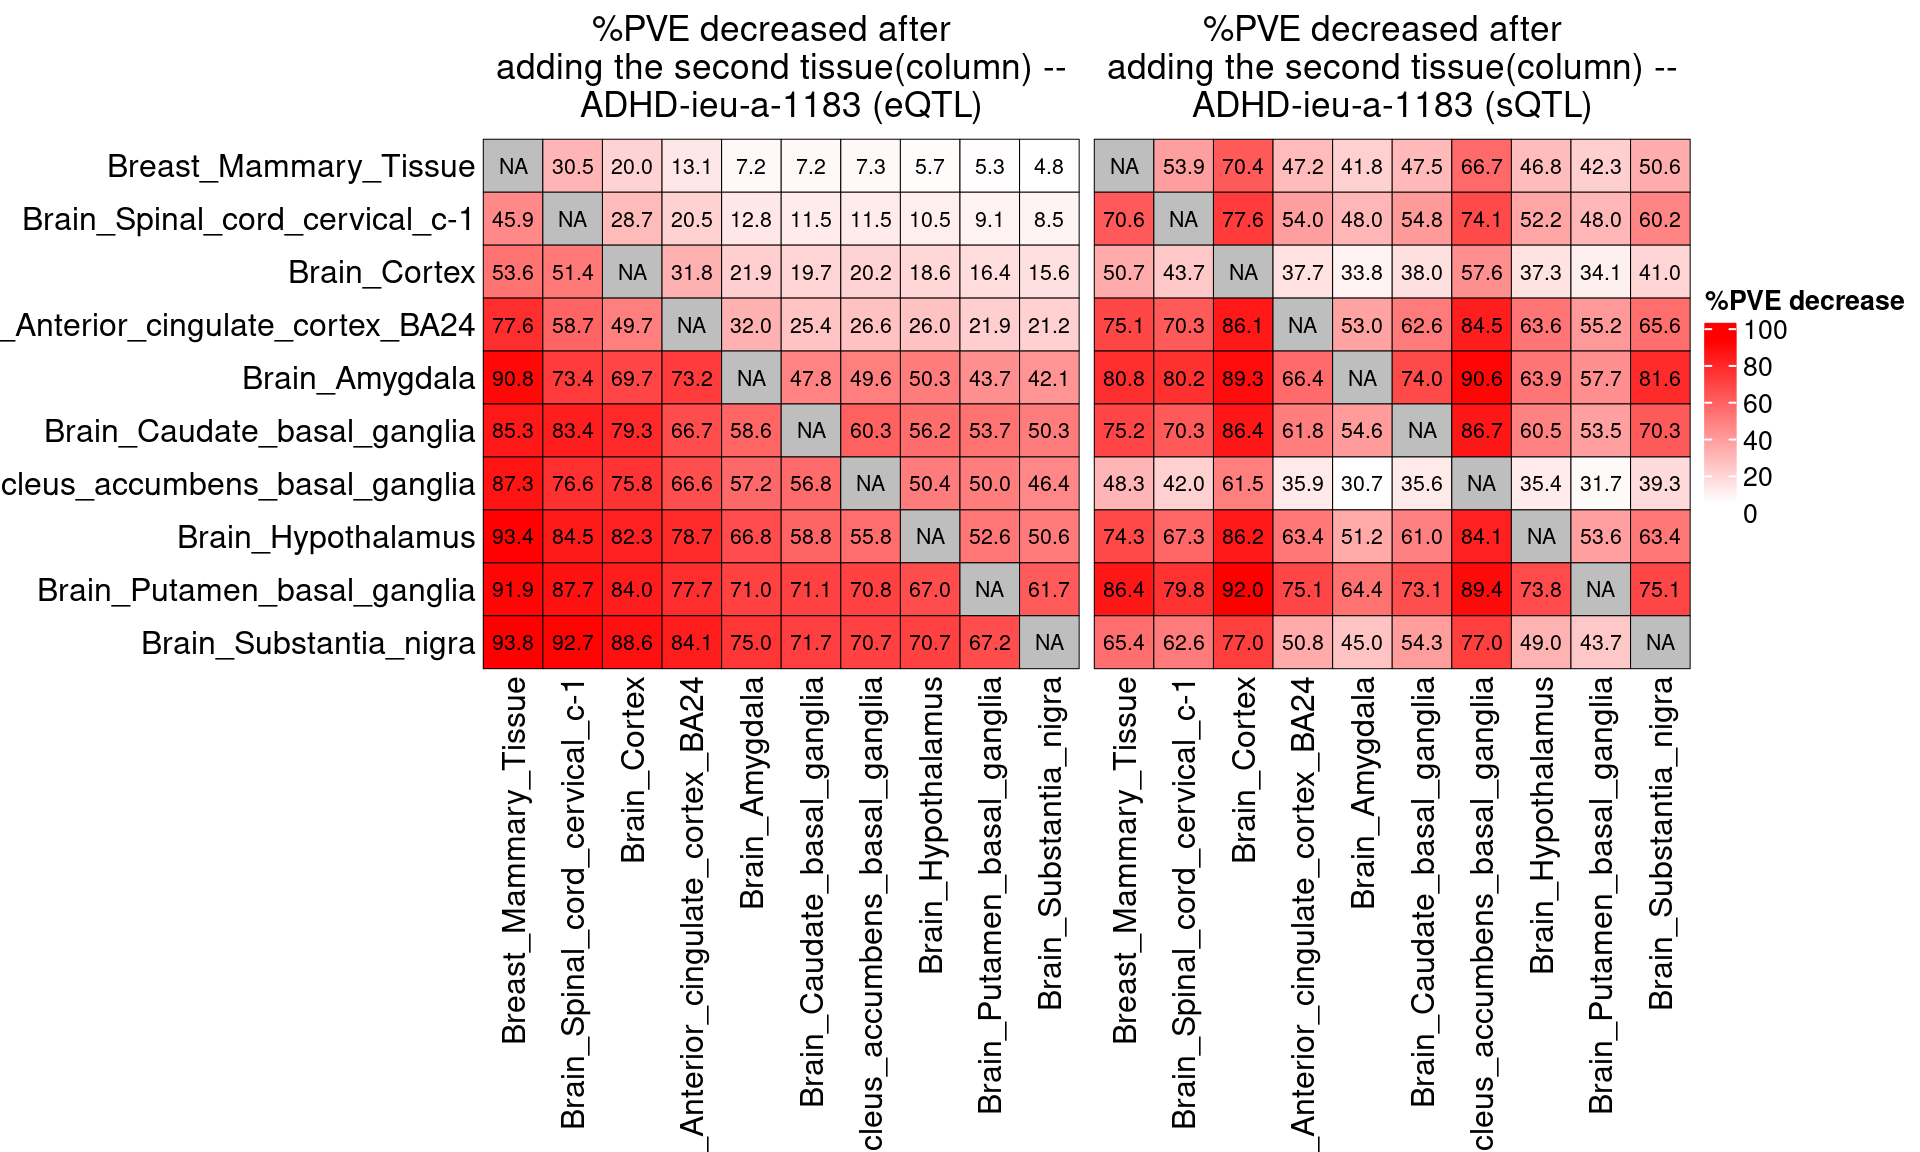 %PVE decreased after
adding the second tissue(column) --
ADHD-ieu-a-1183 (eQTL)
%PVE decreased after
adding the second tissue(column) --
ADHD-ieu-a-1183 (sQTL)
Breast_Mammary_Tissue NA 30.5 20.0 13.1 7.2 7.2 7.3 5.7 5.3 4.8 NA 53.9 70.4 47.2 41.8 47.5 66.7 46.8 42.3 50.6
Brain_Spinal_cord_cervical_c-1 45.9 NA 28.7 20.5 12.8 11.5 11.5 10.5 9.1 8.5 70.6 NA 77.6 54.0 48.0 54.8 74.1 52.2 48.0 60.2
Brain_Cortex 53.6 51.4 NA 31.8 21.9 19.7 20.2 18.6 16.4 15.6 50.7 43.7 NA 37.7 33.8 38.0 57.6 37.3 34.1 41.0
_Anterior_cingulate_cortex_BA24 77.6 58.7 49.7 NA 32.0 25.4 26.6 26.0 21.9 21.2 75.1 70.3 86.1 NA 53.0 62.6 84.5 63.6 55.2 65.6
Brain_Amygdala 90.8 73.4 69.7 73.2 NA 47.8 49.6 50.3 43.7 42.1 80.8 80.2 89.3 66.4 NA 74.0 90.6 63.9 57.7 81.6
Brain_Caudate_basal_ganglia 85.3 83.4 79.3 66.7 58.6 NA 60.3 56.2 53.7 50.3 75.2 70.3 86.4 61.8 54.6 NA 86.7 60.5 53.5 70.3
cleus_accumbens_basal_ganglia 87.3 76.6 75.8 66.6 57.2 56.8 NA 50.4 50.0 46.4 48.3 42.0 61.5 35.9 30.7 35.6 NA 35.4 31.7 39.3
Brain_Hypothalamus 93.4 84.5 82.3 78.7 66.8 58.8 55.8 NA 52.6 50.6 74.3 67.3 86.2 63.4 51.2 61.0 84.1 NA 53.6 63.4
Brain_Putamen_basal_ganglia 91.9 87.7 84.0 77.7 71.0 71.1 70.8 67.0 NA 61.7 86.4 79.8 92.0 75.1 64.4 73.1 89.4 73.8 NA 75.1
Brain_Substantia_nigra 93.8 92.7 88.6 84.1 75.0 71.7 70.7 70.7 67.2 NA 65.4 62.6 77.0 50.8 45.0 54.3 77.0 49.0 43.7 NA
Breast_Mammary_Tissue
Brain_Spinal_cord_cervical_c-1
Brain_Cortex
_Anterior_cingulate_cortex_BA24
Brain_Amygdala
Brain_Caudate_basal_ganglia
cleus_accumbens_basal_ganglia
Brain_Hypothalamus
Brain_Putamen_basal_ganglia
Brain_Substantia_nigra
Breast_Mammary_Tissue
Brain_Spinal_cord_cervical_c-1
Brain_Cortex
_Anterior_cingulate_cortex_BA24
Brain_Amygdala
Brain_Caudate_basal_ganglia
cleus_accumbens_basal_ganglia
Brain_Hypothalamus
Brain_Putamen_basal_ganglia
Brain_Substantia_nigra
%PVE decrease
100
80
60
40
20
0